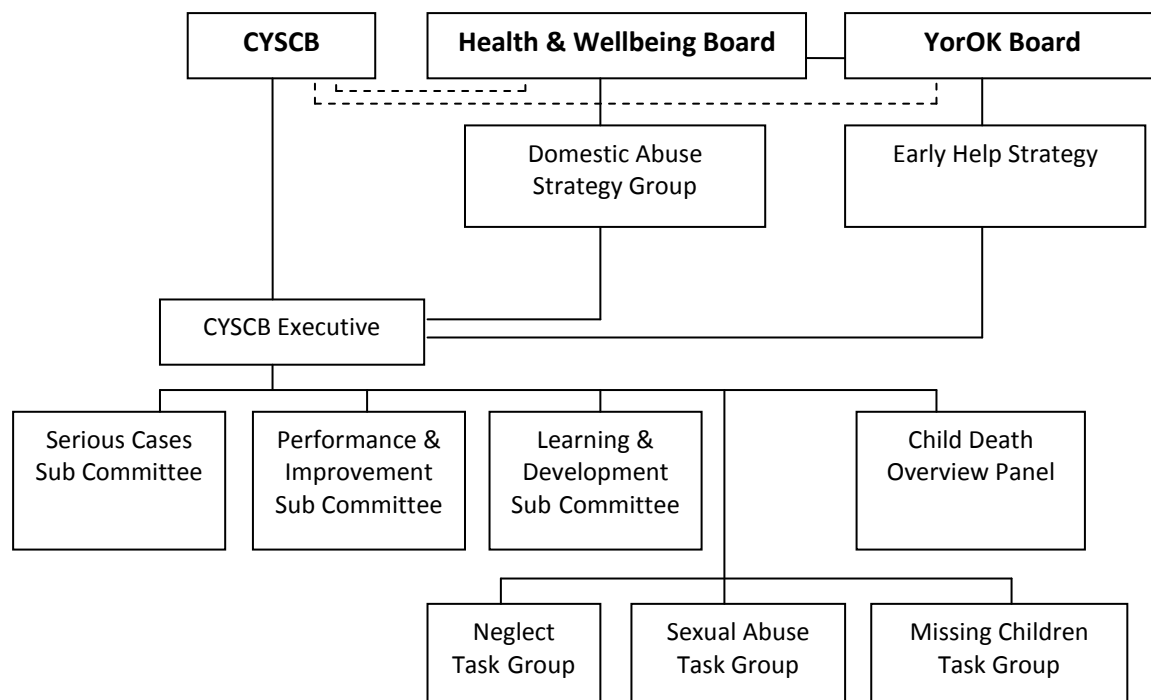 CYSCB
Health & Wellbeing Board
YorOK Board
Domestic Abuse
Strategy Group
Early Help Strategy
CYSCB Executive
Serious Cases
Sub Committee
Performance &
Improvement
Sub Committee
Learning &
Development
Sub Committee
Child Death
Overview Panel
Neglect
Task Group
Sexual Abuse
Task Group
Missing Children
Task Group